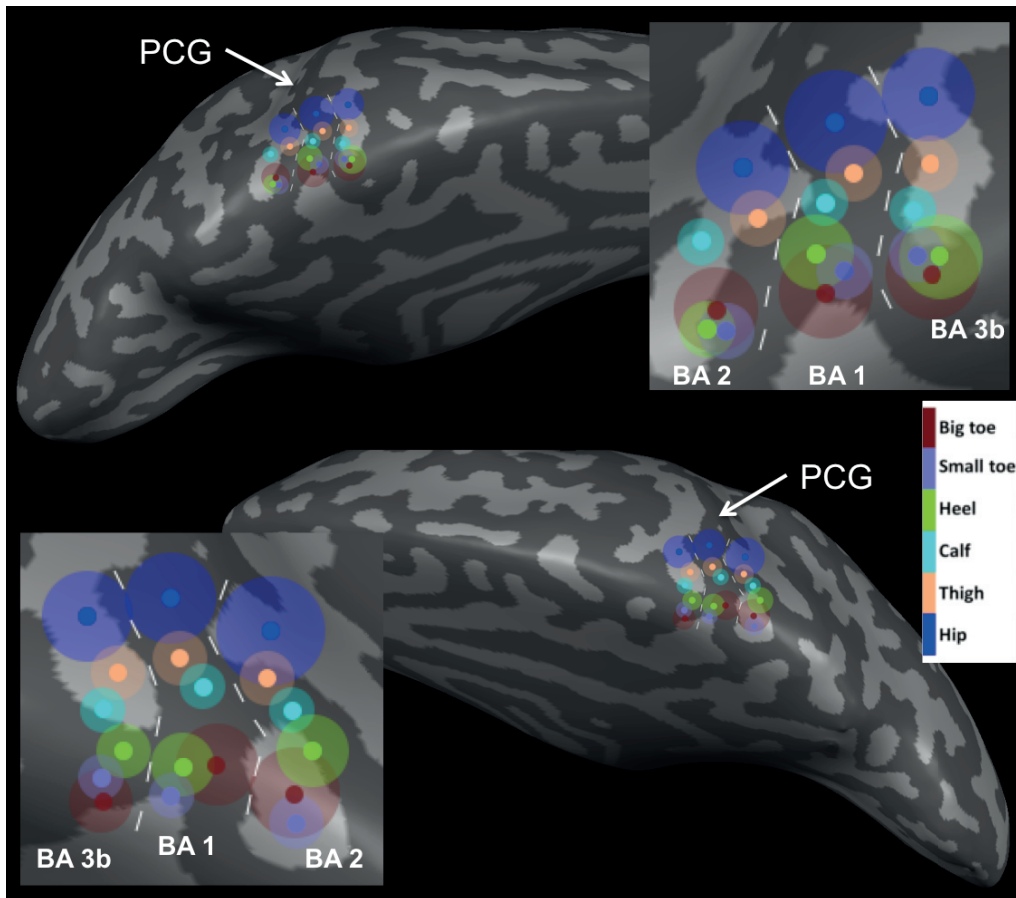 PCG
BA 2
BA 1
BA 3b
Big toe
Small toe
Heel
Calf
Thigh
Hip
PCG
BA 3b
BA 1
BA 2